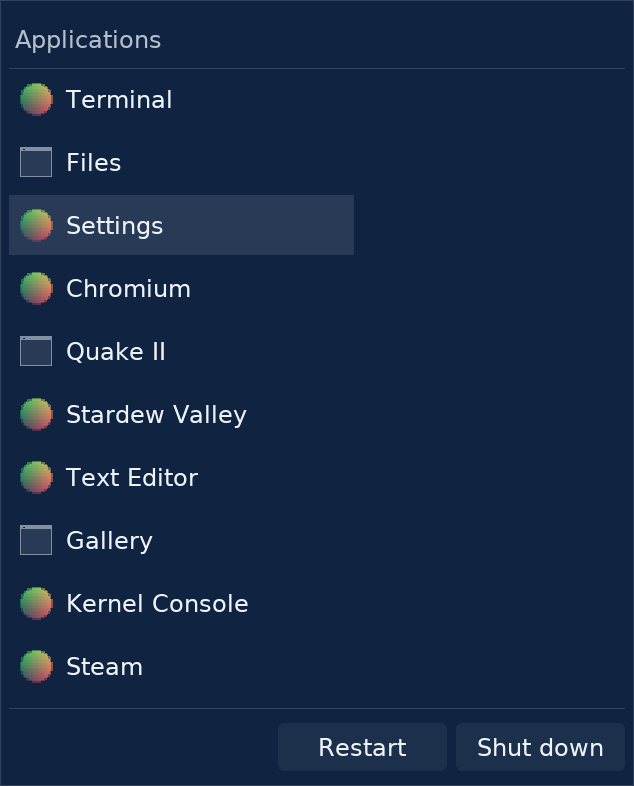 Applications
Terminal
Files
Settings
Chromium
Quake II
Stardew Valley
Text Editor
Gallery
Kernel Console
Steam
Restart Shut down